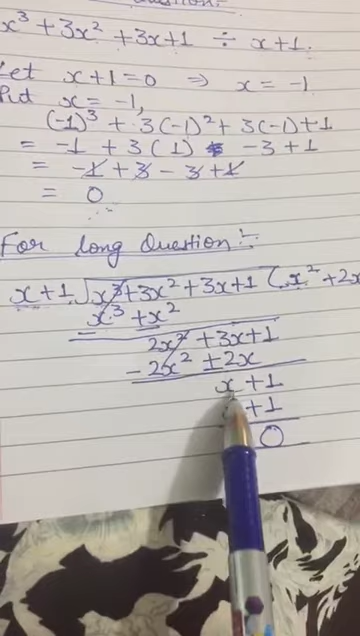 Question:
x³ + 3x² + 3x + 1 ÷ x + 1.
Let x + 1 = 0 ⇒ x = -1
Put x = -1,
(-1)³ + 3(-1)² + 3(-1) + 1
= -1 + 3(1) - 3 + 1
= -1 + 3 - 3 + 1
= 0
For long Question:-
x + 1 ) x³ + 3x² + 3x + 1 ( x² + 2x
x³ + x²
2x² + 3x + 1
- 2x² ± 2x
x + 1
+ 1
0